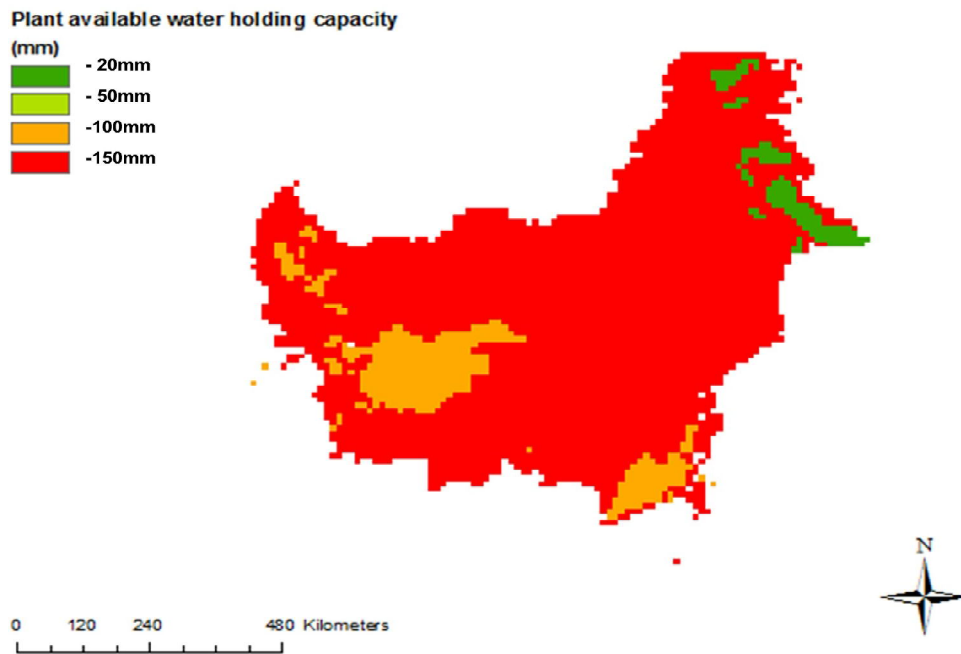 Plant available water holding capacity
(mm)
- 20mm
- 50mm
-100mm
-150mm
N
0 120 240 480 Kilometers